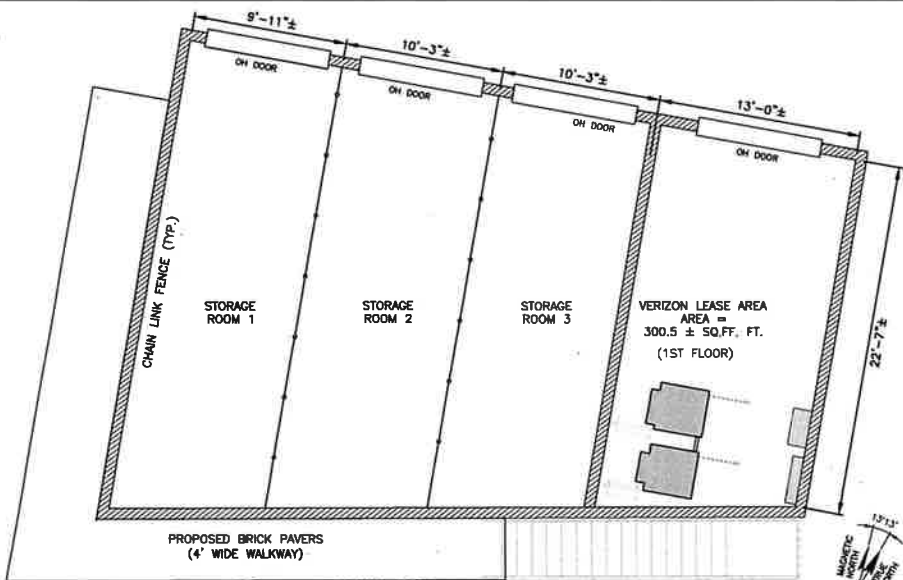 9'-11"±
10'-3"±
10'-3"±
13'-0"±
OH DOOR
OH DOOR
OH DOOR
OH DOOR
22'-7"±
CHAIN LINK FENCE (TYP.)
STORAGE
ROOM 1
STORAGE
ROOM 2
STORAGE
ROOM 3
VERIZON LEASE AREA
AREA =
300.5 ± SQ.FF. FT.
(1ST FLOOR)
PROPOSED BRICK PAVERS
(4' WIDE WALKWAY)
13°13'
MAGNETIC
NORTH
TRUE
NORTH